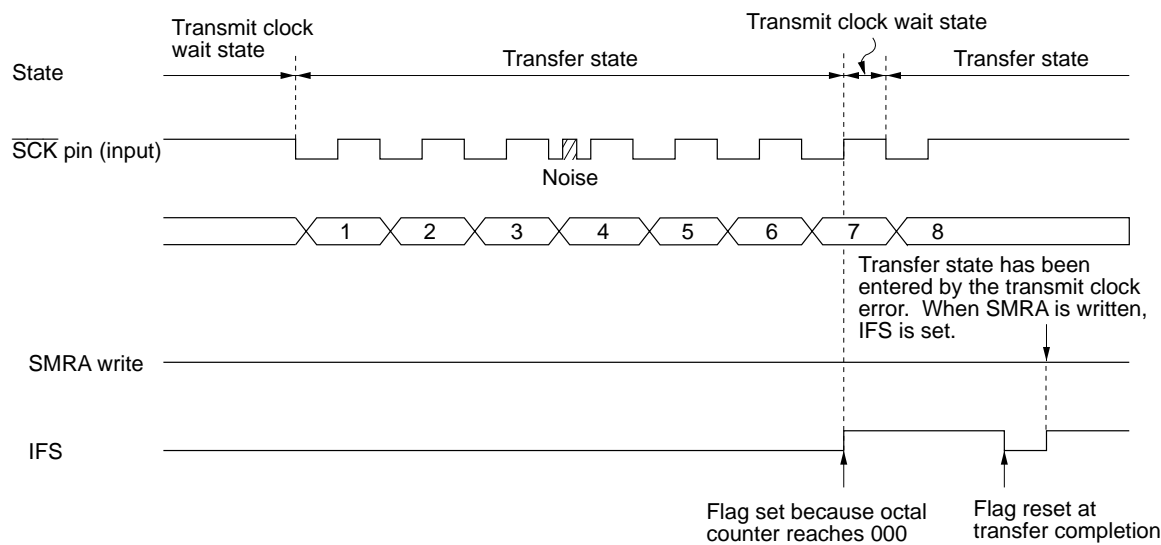 Transmit clock
wait state
Transmit clock wait state
State
Transfer state
Transfer state
SCK pin (input)
Noise
1 2 3 4 5 6 7 8
Transfer state has been
entered by the transmit clock
error. When SMRA is written,
IFS is set.
SMRA write
IFS
Flag set because octal
counter reaches 000
Flag reset at
transfer completion